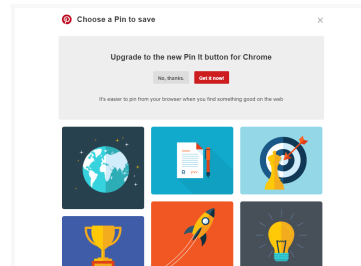 Choose a Pin to save
Upgrade to the new Pin It button for Chrome
No, thanks.
Get it now!
It's easier to pin from your browser when you find something good on the web